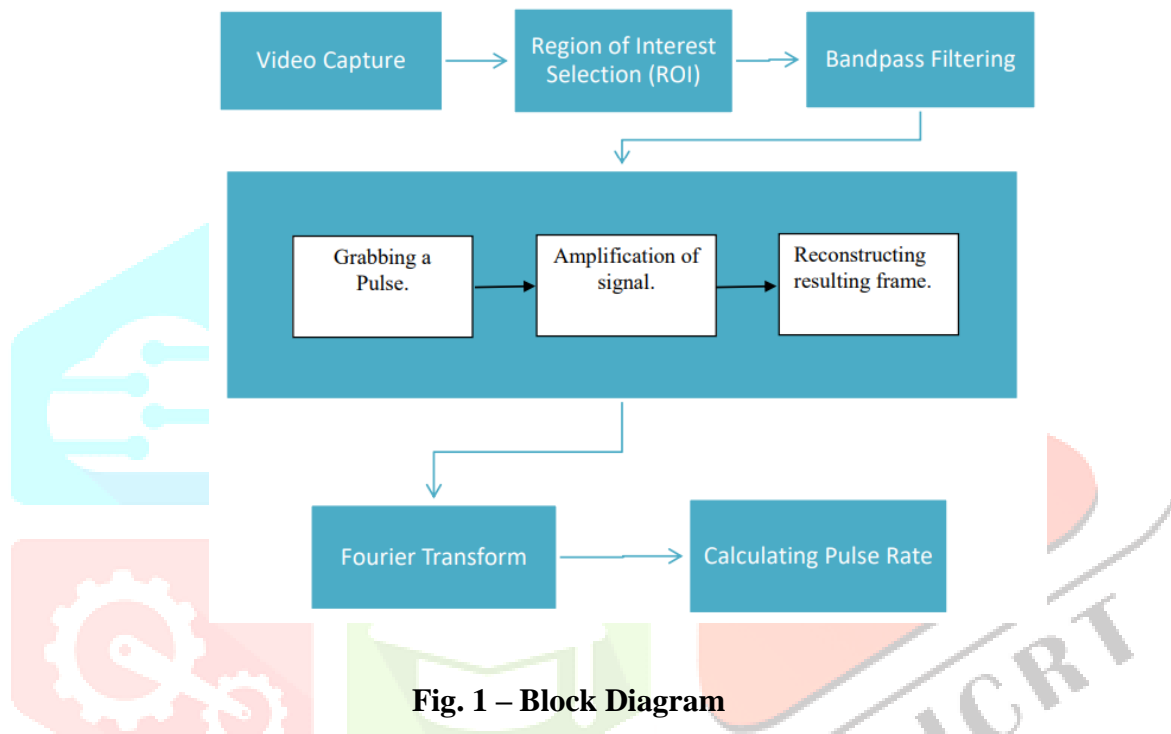 Video Capture
Region of Interest
Selection (ROI)
Bandpass Filtering
Grabbing a
Pulse.
Amplification of
signal.
Reconstructing
resulting frame.
Fourier Transform
Calculating Pulse Rate
Fig. 1 – Block Diagram
IJCRT